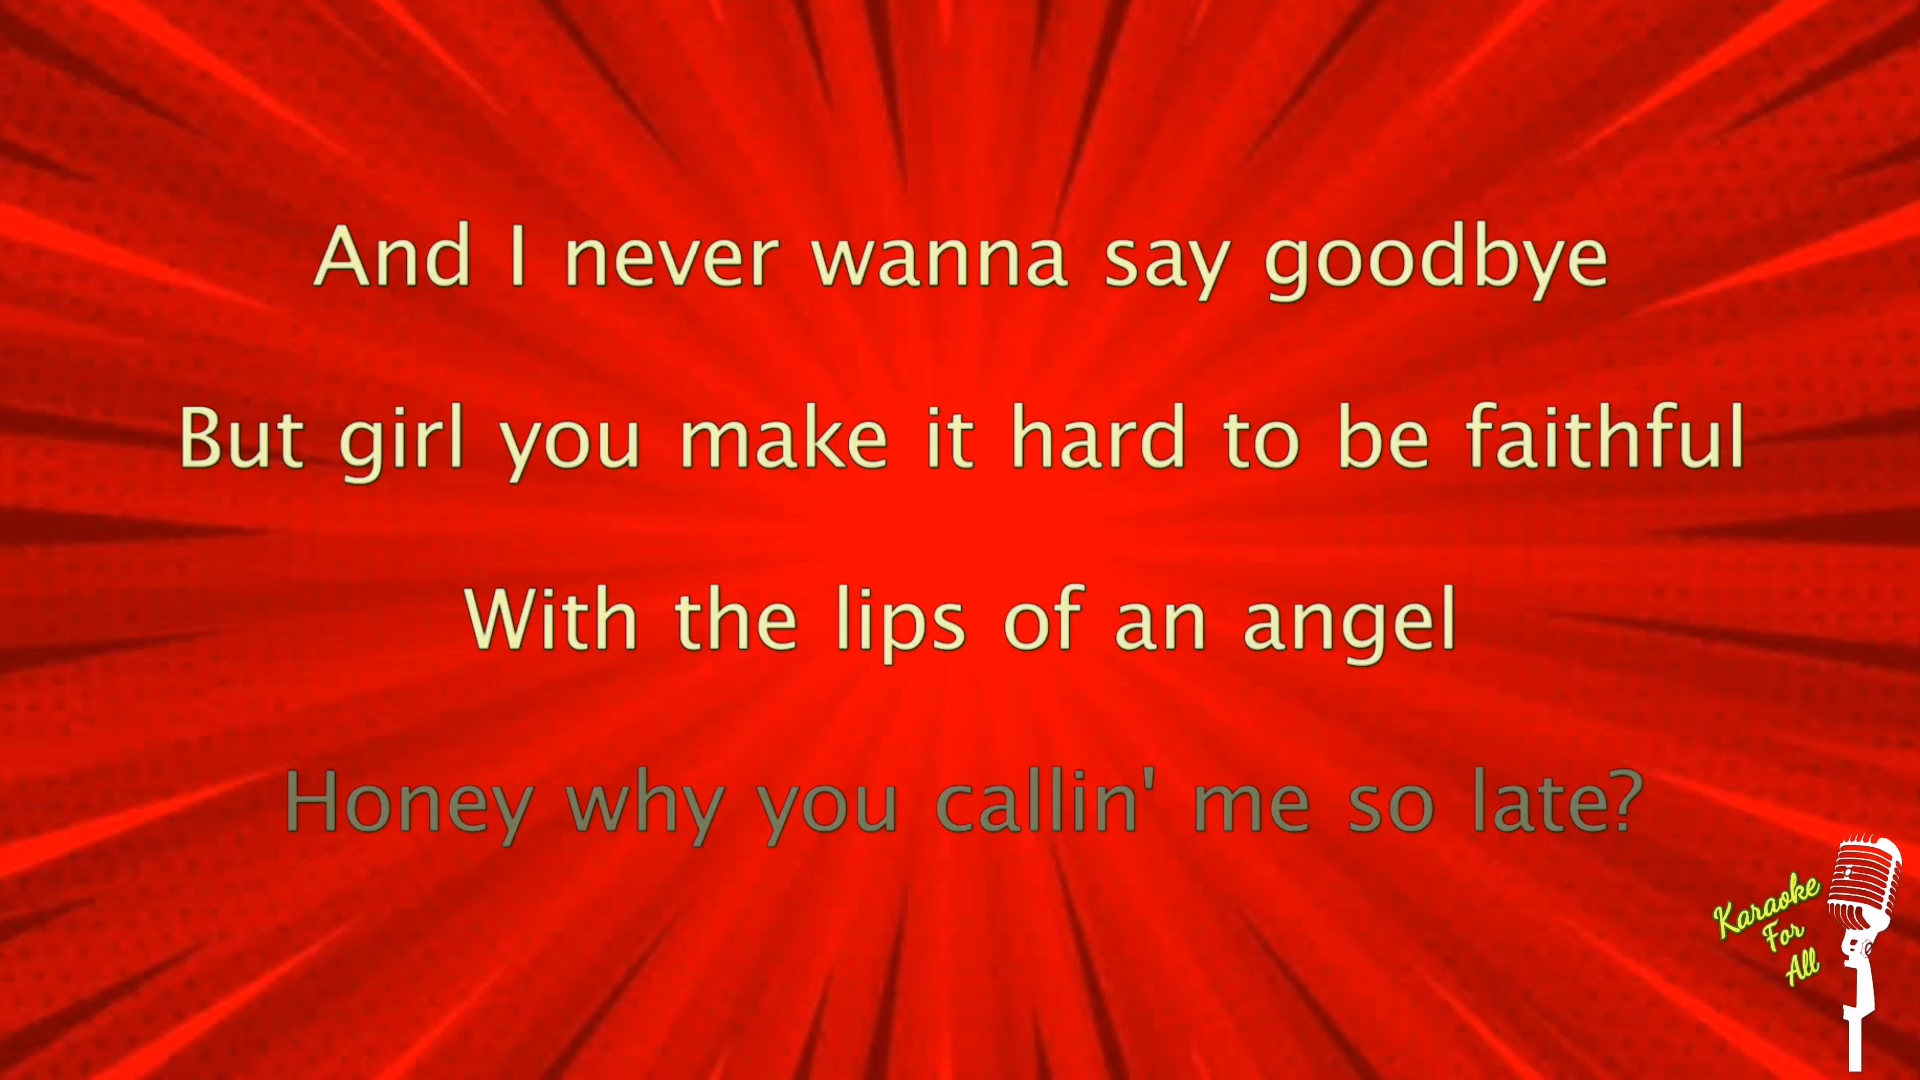 And I never wanna say goodbye
But girl you make it hard to be faithful
With the lips of an angel
Honey why you callin' me so late?
Karaoke
For
All